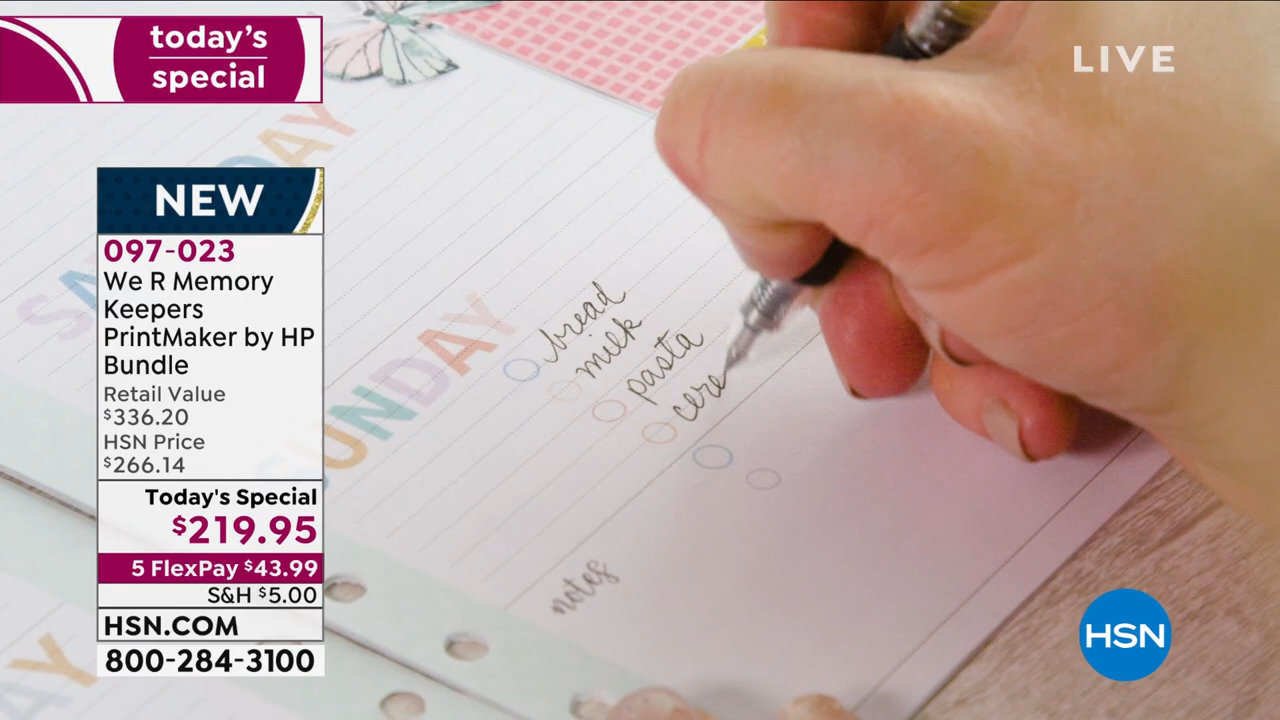 today's
special
LIVE
NEW
097-023
We R Memory
Keepers
PrintMaker by HP
Bundle
Retail Value
$336.20
HSN Price
$266.14
Today's Special
$219.95
5 FlexPay $43.99
S&H $5.00
HSN.COM
800-284-3100
SUNDAY
bread
milk
pasta
cere
notes
HSN